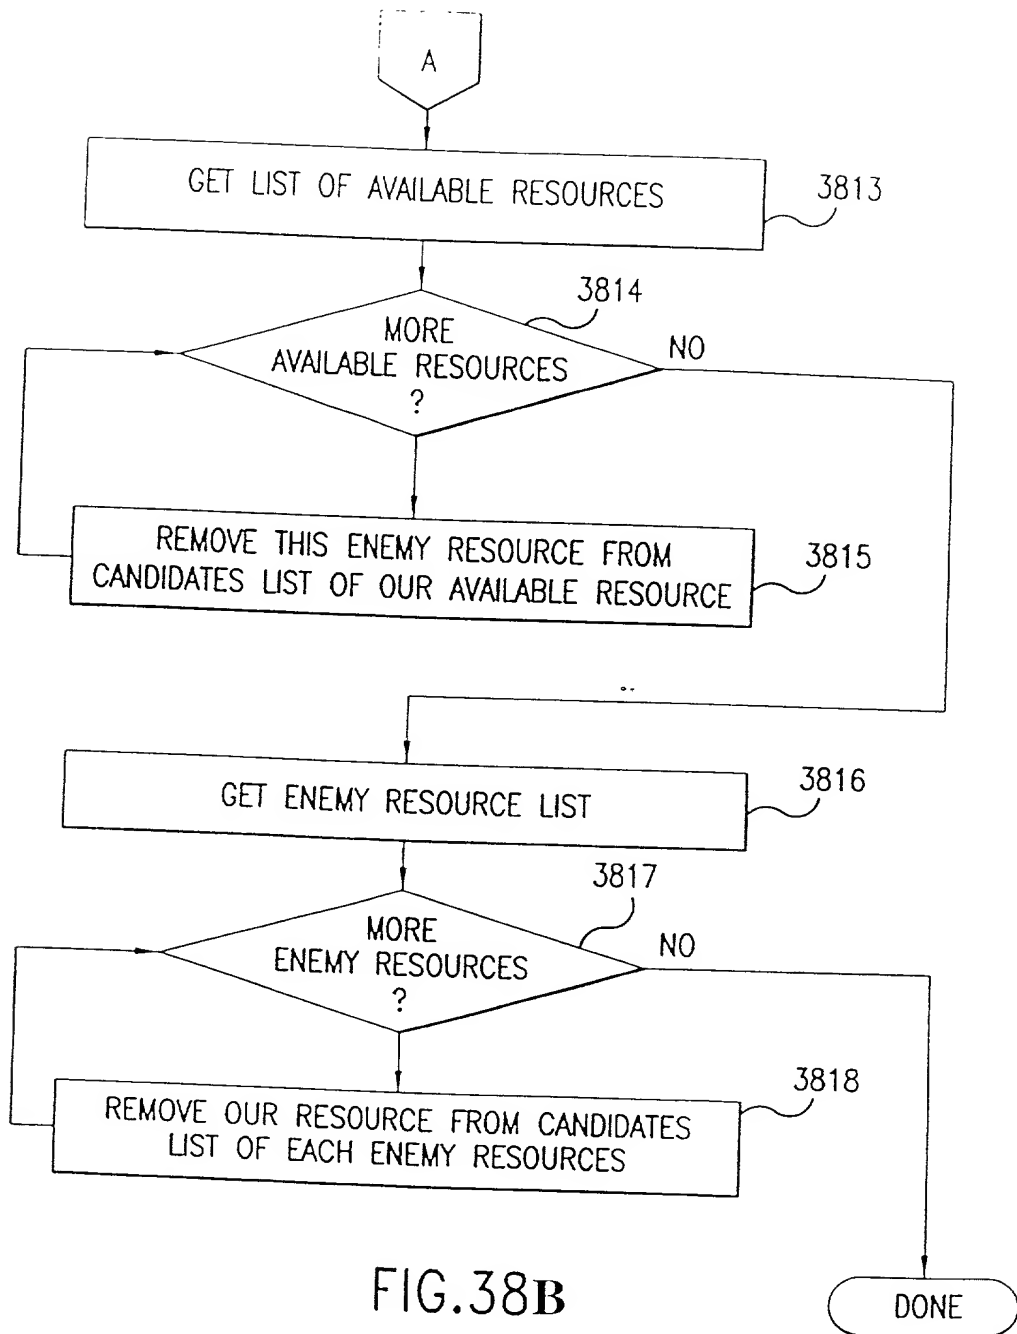 A
GET LIST OF AVAILABLE RESOURCES
3813
3814
MORE
AVAILABLE RESOURCES
?
NO
REMOVE THIS ENEMY RESOURCE FROM
CANDIDATES LIST OF OUR AVAILABLE RESOURCE
3815
GET ENEMY RESOURCE LIST
3816
3817
MORE
ENEMY RESOURCES
?
NO
REMOVE OUR RESOURCE FROM CANDIDATES
LIST OF EACH ENEMY RESOURCES
3818
FIG.38B
DONE